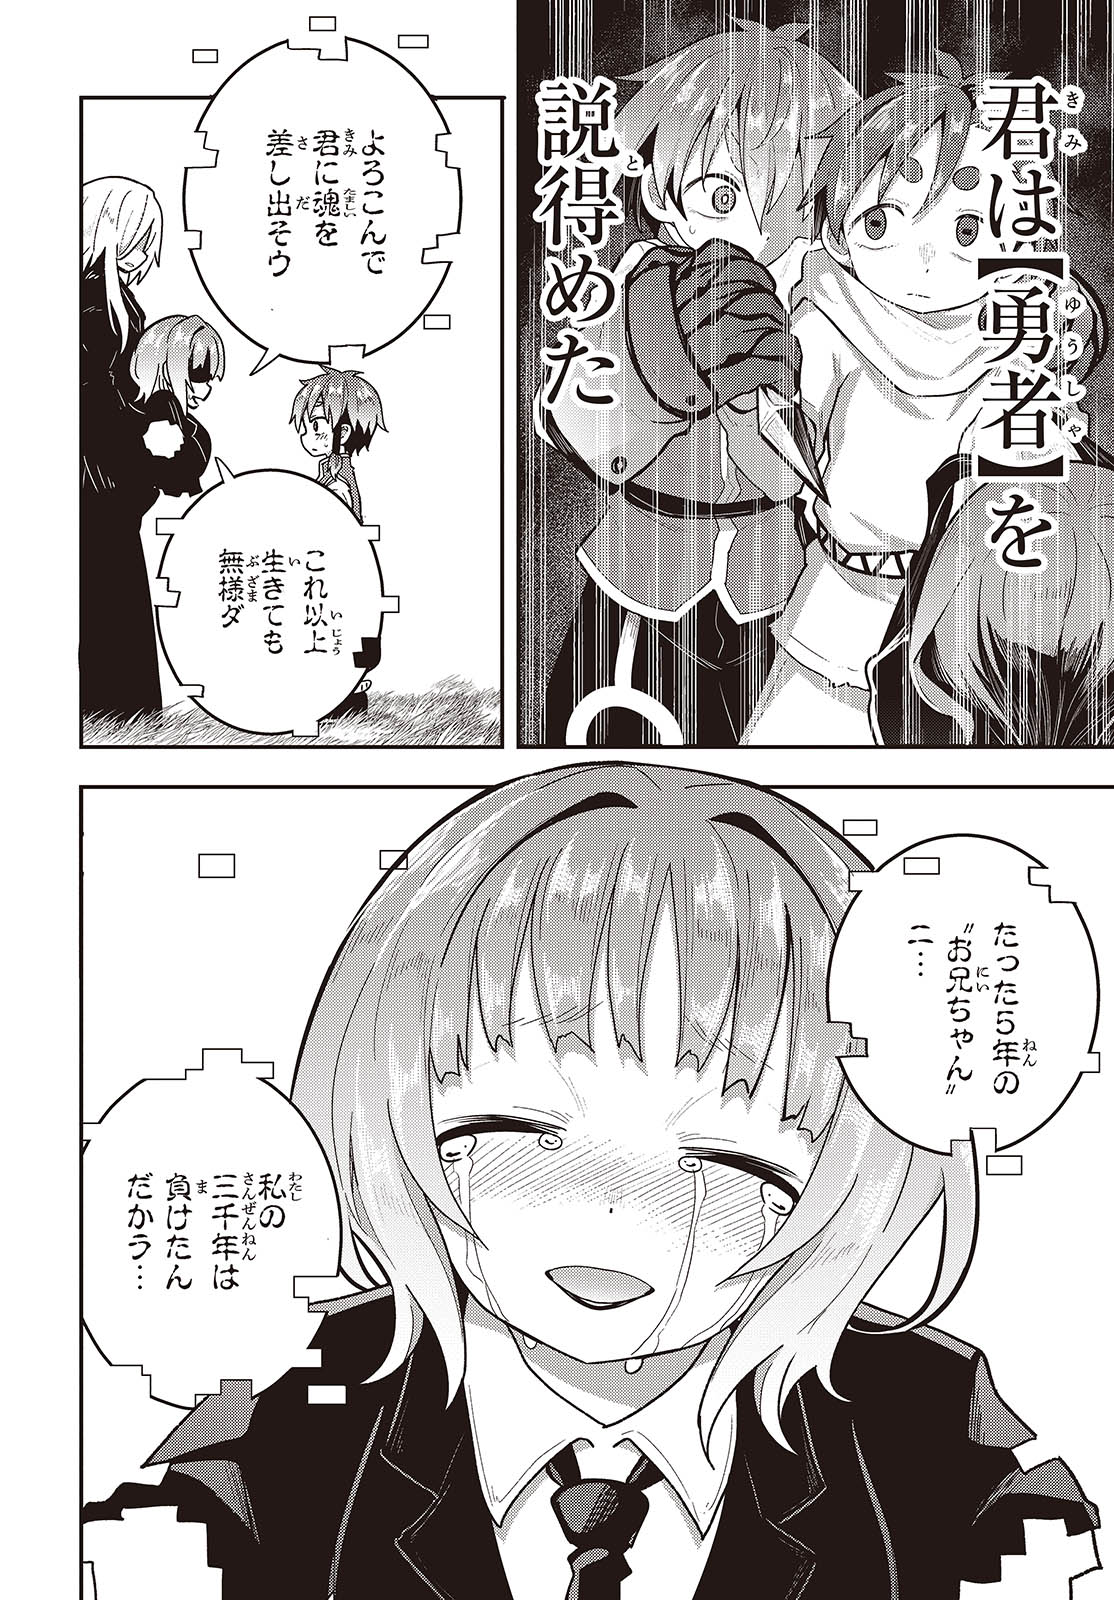 君は【勇者】を
説得めた
よろこんで
君に魂を
差し出そウ
これ以上
生きても
無様ダ
たった5年の
〝お兄ちゃん〟
ニ…
私の
三千年は
負けたん
だかう…